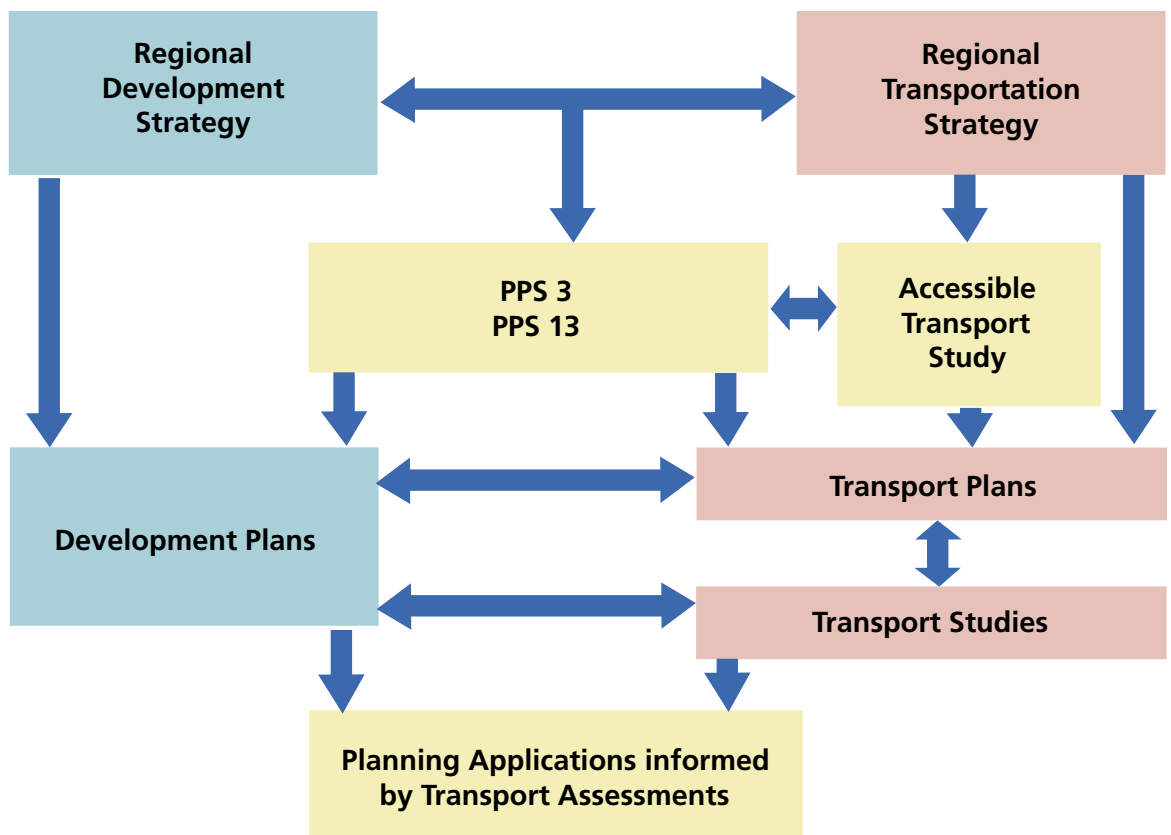 Regional
Development
Strategy
Regional
Transportation
Strategy
PPS 3
PPS 13
Accessible
Transport
Study
Development Plans
Transport Plans
Transport Studies
Planning Applications informed
by Transport Assessments